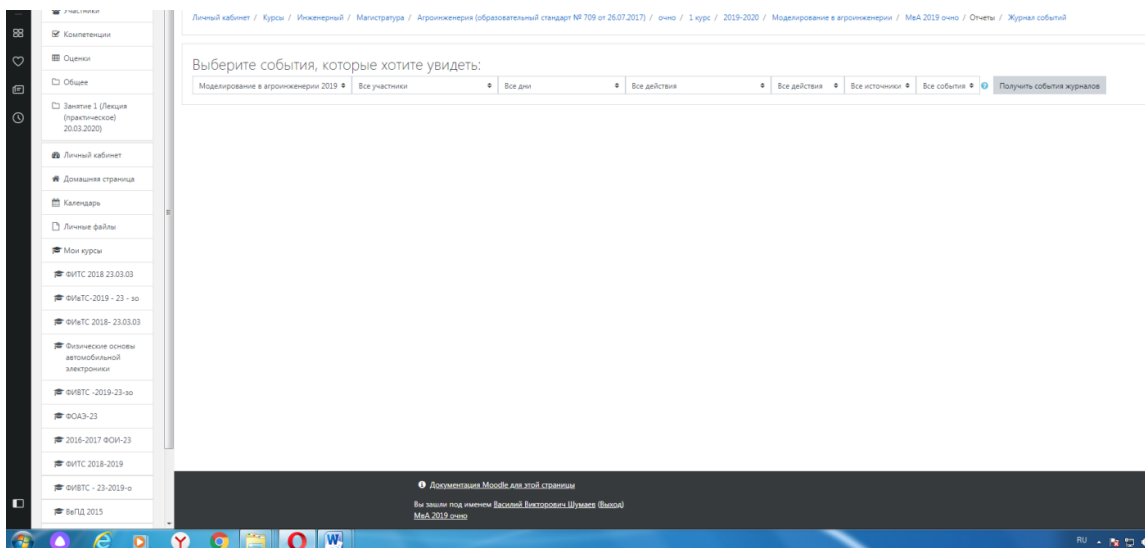 Участники
Компетенции
Оценки
Общее
Занятие 1 (Лекция
(практическое)
20.03.2020)
Личный кабинет
Домашняя страница
Календарь
Личные файлы
Мои курсы
ФИТС 2018 23.03.03
ФИвТС-2019 - 23 - зо
ФИвТС 2018- 23.03.03
Физические основы
автомобильной
электроники
ФИВТС -2019-23-зо
ФОАЭ-23
2016-2017 ФОИ-23
ФИТС 2018-2019
ФИВТС - 23-2019-о
ВеПД 2015
Личный кабинет / Курсы / Инженерный / Магистратура / Агроинженерия (образовательный стандарт № 709 от 26.07.2017) / очно / 1 курс / 2019-2020 / Моделирование в агроинженерии / МвА 2019 очно / Отчеты / Журнал событий
Выберите события, которые хотите увидеть:
Моделирование в агроинженерии 2019 Все участники Все дни Все действия Все действия Все источники Все события Получить события журналов
Документация Moodle для этой страницы
Вы зашли под именем Василий Викторович Шумаев (Выход)
МвА 2019 очно
RU